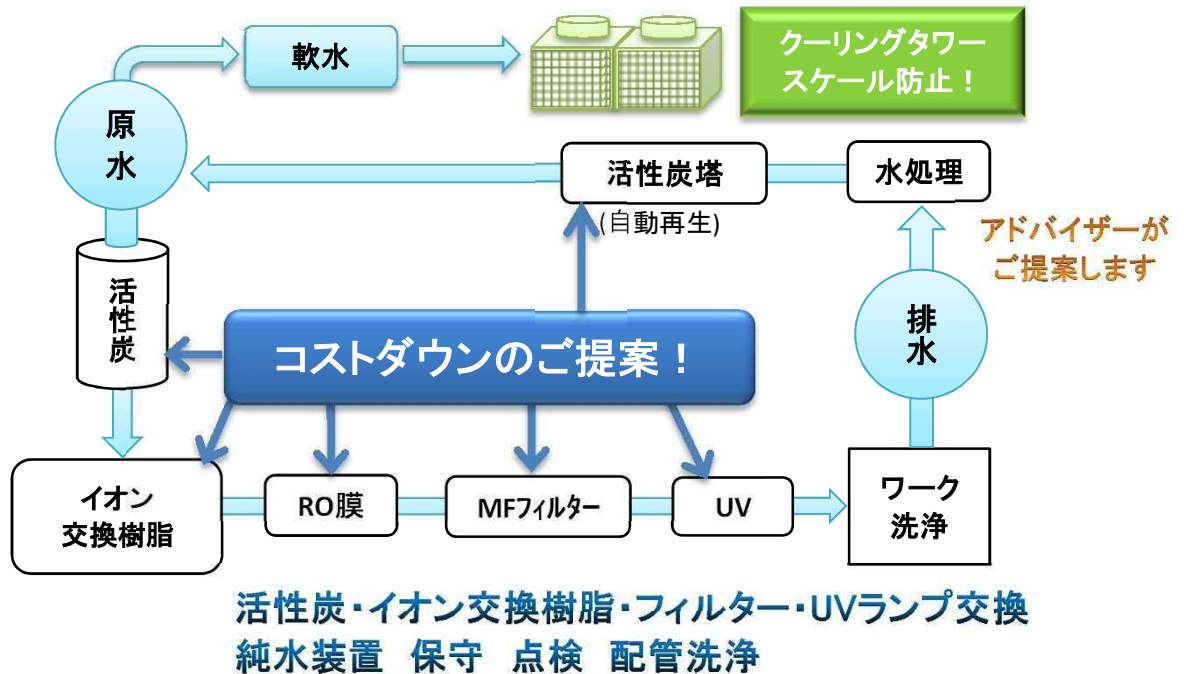 軟水
クーリングタワー
スケール防止！
原
水
活性炭塔
(自動再生)
水処理
アドバイザーが
ご提案します
活
性
炭
コストダウンのご提案！
排
水
イオン
交換樹脂
RO膜
MFフィルター
UV
ワーク
洗浄
活性炭・イオン交換樹脂・フィルター・UVランプ交換
純水装置 保守 点検 配管洗浄